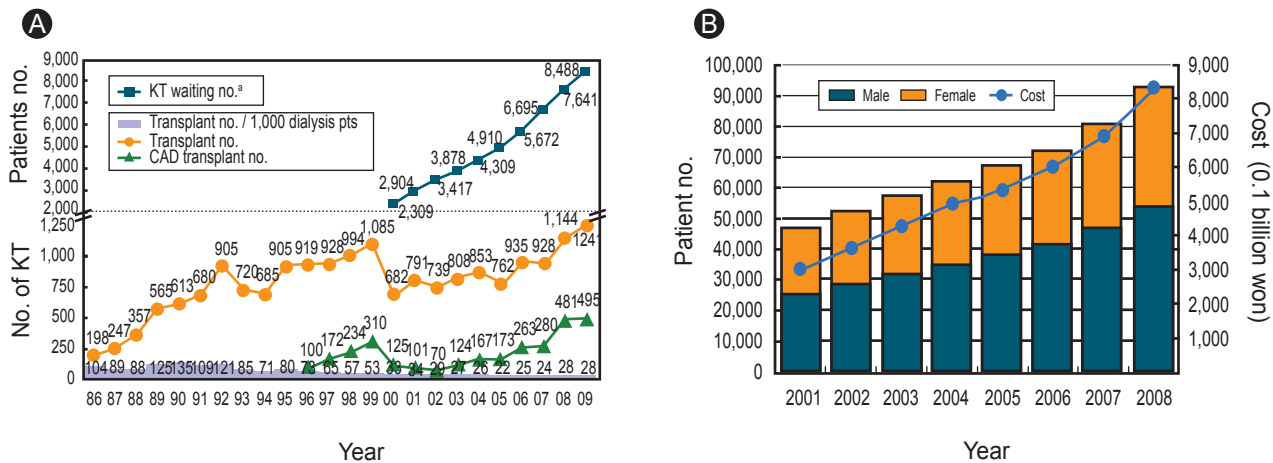 A
Patients no.
9,000
8,000
7,000
6,000
5,000
4,000
3,000
2,000
KT waiting no.ª
Transplant no. / 1,000 dialysis pts
Transplant no.
CAD transplant no.
2,904 3,878 4,910 6,695 8,488
2,309 3,417 4,309 5,672 7,641
No. of KT
1,250
1,000
750
500
250
0
198 247 357 565 613 680 905 720 685 905 919 928 994 1,085 682 791 739 808 853 762 935 928 1,144 1241
100 172 234 310 125 101 70 124 167 173 263 280 481 495
104 89 88 125 135 109 121 85 71 80 65 57 53 27 26 22 25 24 28 28
86 87 88 89 90 91 92 93 94 95 96 97 98 99 00 01 02 03 04 05 06 07 08 09
Year
B
Patient no.
100,000
90,000
80,000
70,000
60,000
50,000
40,000
30,000
20,000
10,000
0
Male Female Cost
9,000
8,000
7,000
6,000
5,000
4,000
3,000
2,000
1,000
Cost (0.1 billion won)
2001 2002 2003 2004 2005 2006 2007 2008
Year